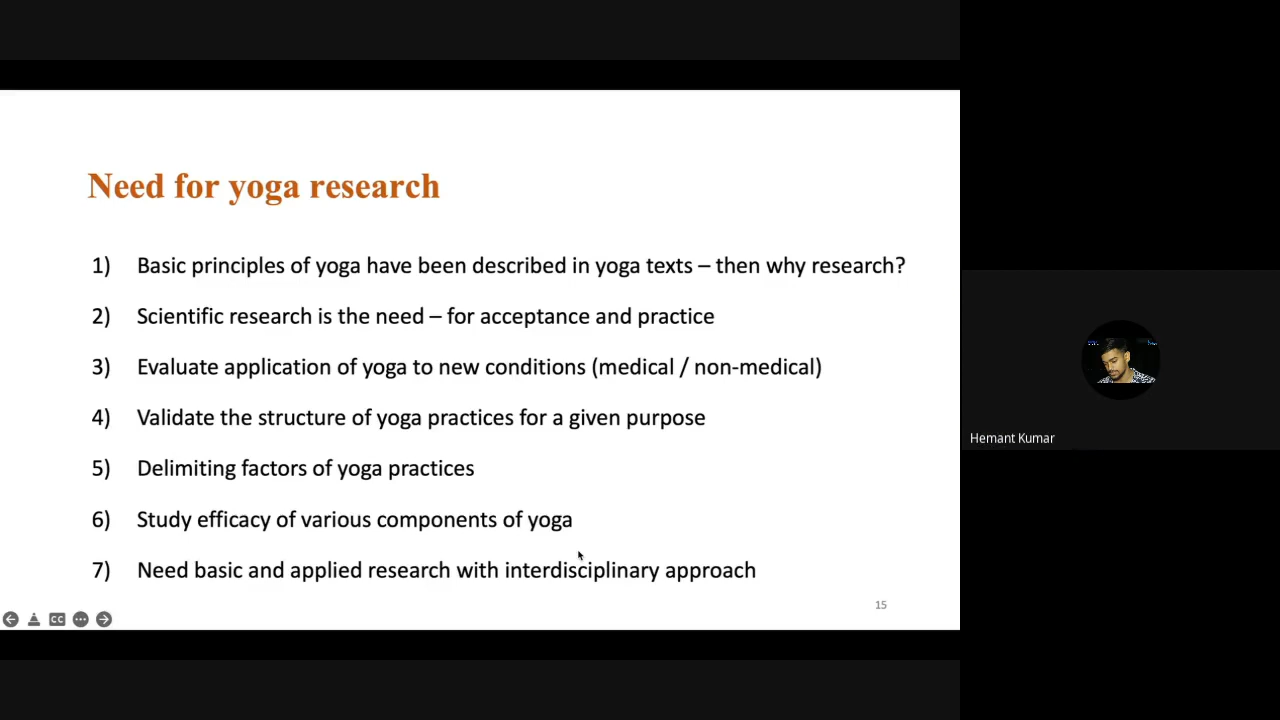 Need for yoga research
1) Basic principles of yoga have been described in yoga texts – then why research?
2) Scientific research is the need – for acceptance and practice
3) Evaluate application of yoga to new conditions (medical / non-medical)
4) Validate the structure of yoga practices for a given purpose
5) Delimiting factors of yoga practices
6) Study efficacy of various components of yoga
7) Need basic and applied research with interdisciplinary approach
15
CC
Hemant Kumar